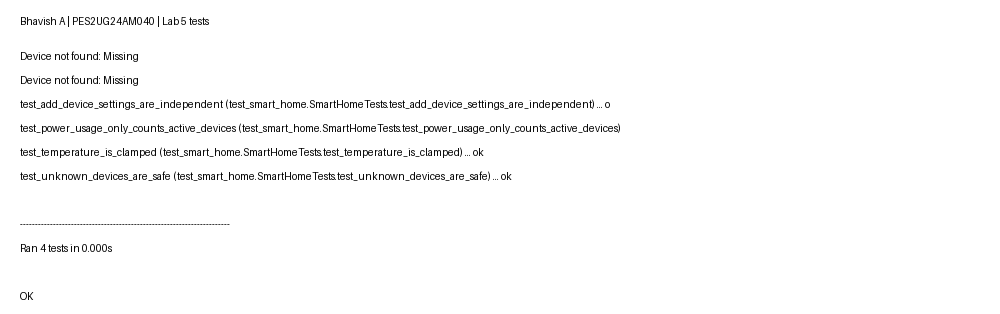 Bhavish A | PES2UG24AM040 | Lab 5 tests
Device not found: Missing
Device not found: Missing
test_add_device_settings_are_independent (test_smart_home.SmartHomeTests.test_add_device_settings_are_independent) ... o
test_power_usage_only_counts_active_devices (test_smart_home.SmartHomeTests.test_power_usage_only_counts_active_devices)
test_temperature_is_clamped (test_smart_home.SmartHomeTests.test_temperature_is_clamped) ... ok
test_unknown_devices_are_safe (test_smart_home.SmartHomeTests.test_unknown_devices_are_safe) ... ok
----------------------------------------------------------------------
Ran 4 tests in 0.000s
OK